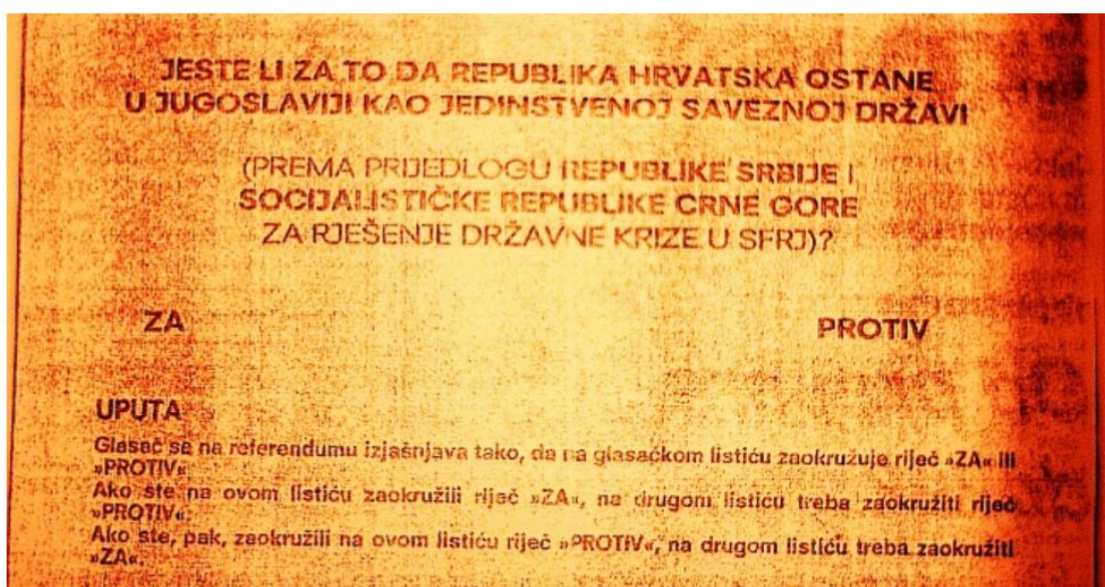 JESTE LI ZA TO DA REPUBLIKA HRVATSKA OSTANE
U JUGOSLAVIJI KAO JEDINSTVENOJ SAVEZNOJ DRŽAVI
(PREMA PRIJEDLOGU REPUBLIKE SRBIJE I
SOCIJALISTIČKE REPUBLIKE CRNE GORE
ZA RJEŠENJE DRŽAVNE KRIZE U SFRJ)?
ZA PROTIV
UPUTA
Glasač se na referendumu izjašnjava tako, da na glasačkom listiću zaokružuje riječ »ZA« ili
»PROTIV«
Ako ste na ovom listiću zaokružili riječ »ZA«, na drugom listiću treba zaokružiti riječ
»PROTIV«.
Ako ste, pak, zaokružili na ovom listiću riječ »PROTIV«, na drugom listiću treba zaokružiti
»ZA«.